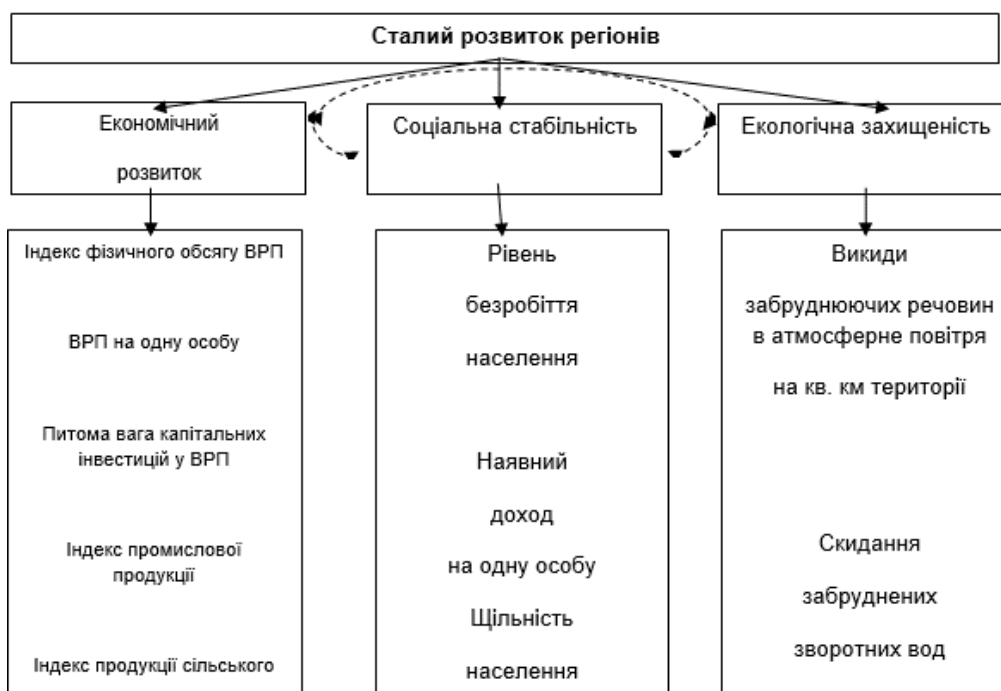 Сталий розвиток регіонів
Економічний
розвиток
Соціальна стабільність
Екологічна захищеність
Індекс фізичного обсягу ВРП
ВРП на одну особу
Питома вага капітальних
інвестицій у ВРП
Індекс промислової
продукції
Індекс продукції сільського
Рівень
безробіття
населення
Наявний
доход
на одну особу
Щільність
населення
Викиди
забруднюючих речовин
в атмосферне повітря
на кв. км території
Скидання
забруднених
зворотних вод